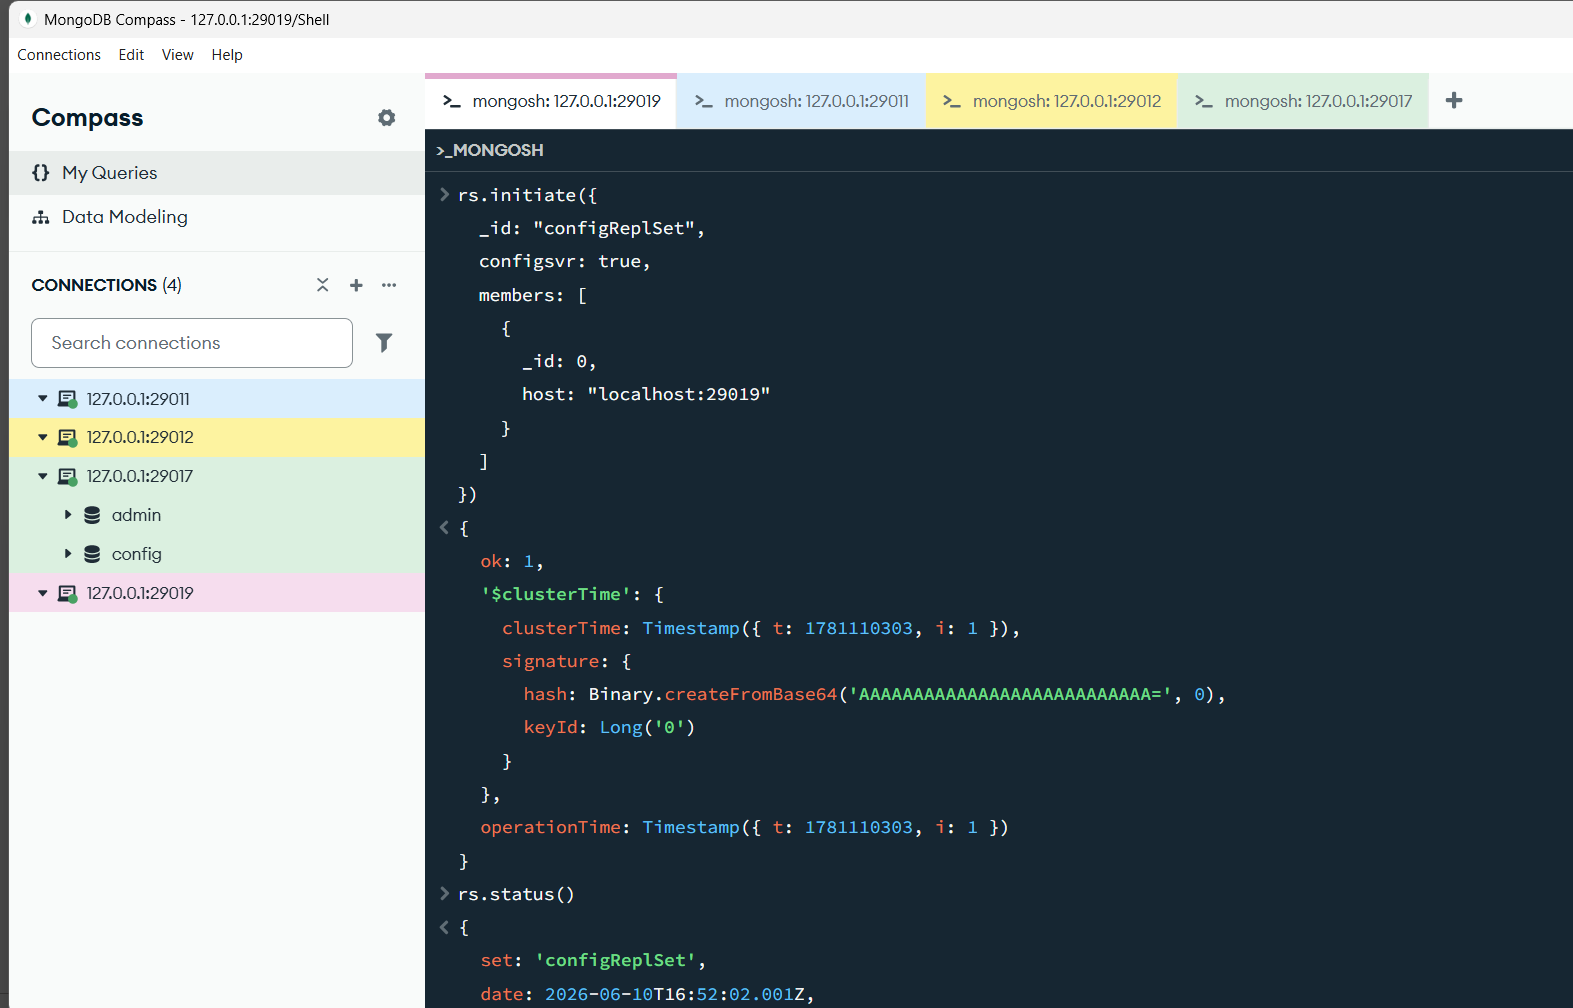 MongoDB Compass - 127.0.0.1:29019/Shell
Connections Edit View Help
Compass
My Queries
Data Modeling
CONNECTIONS (4)
Search connections
127.0.0.1:29011
127.0.0.1:29012
127.0.0.1:29017
admin
config
127.0.0.1:29019
mongosh: 127.0.0.1:29019 mongosh: 127.0.0.1:29011 mongosh: 127.0.0.1:29012 mongosh: 127.0.0.1:29017
>_MONGOSH
> rs.initiate({
_id: "configReplSet",
configsvr: true,
members: [
{
_id: 0,
host: "localhost:29019"
}
]
})
< {
ok: 1,
'$clusterTime': {
clusterTime: Timestamp({ t: 1781110303, i: 1 }),
signature: {
hash: Binary.createFromBase64('AAAAAAAAAAAAAAAAAAAAAAAAAAA=', 0),
keyId: Long('0')
}
},
operationTime: Timestamp({ t: 1781110303, i: 1 })
}
> rs.status()
< {
set: 'configReplSet',
date: 2026-06-10T16:52:02.001Z,